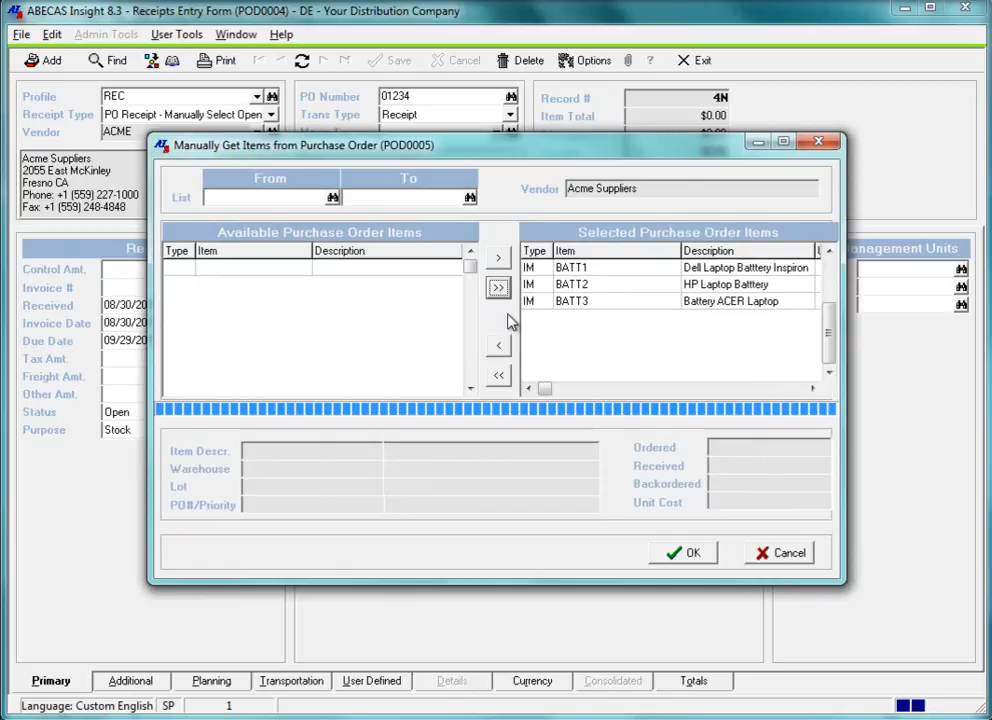 ABECAS Insight 8.3 - Receipts Entry Form (POD0004) - DE - Your Distribution Company
File Edit Admin Tools User Tools Window Help
Add Find Print Save Cancel Delete Options ? Exit
Profile REC PO Number 01234 Record # 4N
Receipt Type PO Receipt - Manually Select Open Trans Type Receipt Item Total $0.00
Vendor ACME
Acme Suppliers
2055 East McKinley
Fresno CA
Phone: +1 (559) 227-1000
Fax: +1 (559) 248-4848
Manually Get Items from Purchase Order (POD0005)
From To
List Vendor Acme Suppliers
Available Purchase Order Items Selected Purchase Order Items
Type Item Description Type Item Description
IM BATT1 Dell Laptop Batttery Inspiron
IM BATT2 HP Laptop Batttery
IM BATT3 Battery ACER Laptop
> >> < <<
Item Descr. Ordered
Warehouse Received
Lot Backordered
PO#/Priority Unit Cost
OK Cancel
Re anagement Units
Control Amt.
Invoice #
Received 08/30/20
Invoice Date 08/30/20
Due Date 09/29/20
Tax Amt.
Freight Amt.
Other Amt.
Status Open
Purpose Stock
Primary Additional Planning Transportation User Defined Details Currency Consolidated Totals
Language: Custom English SP 1